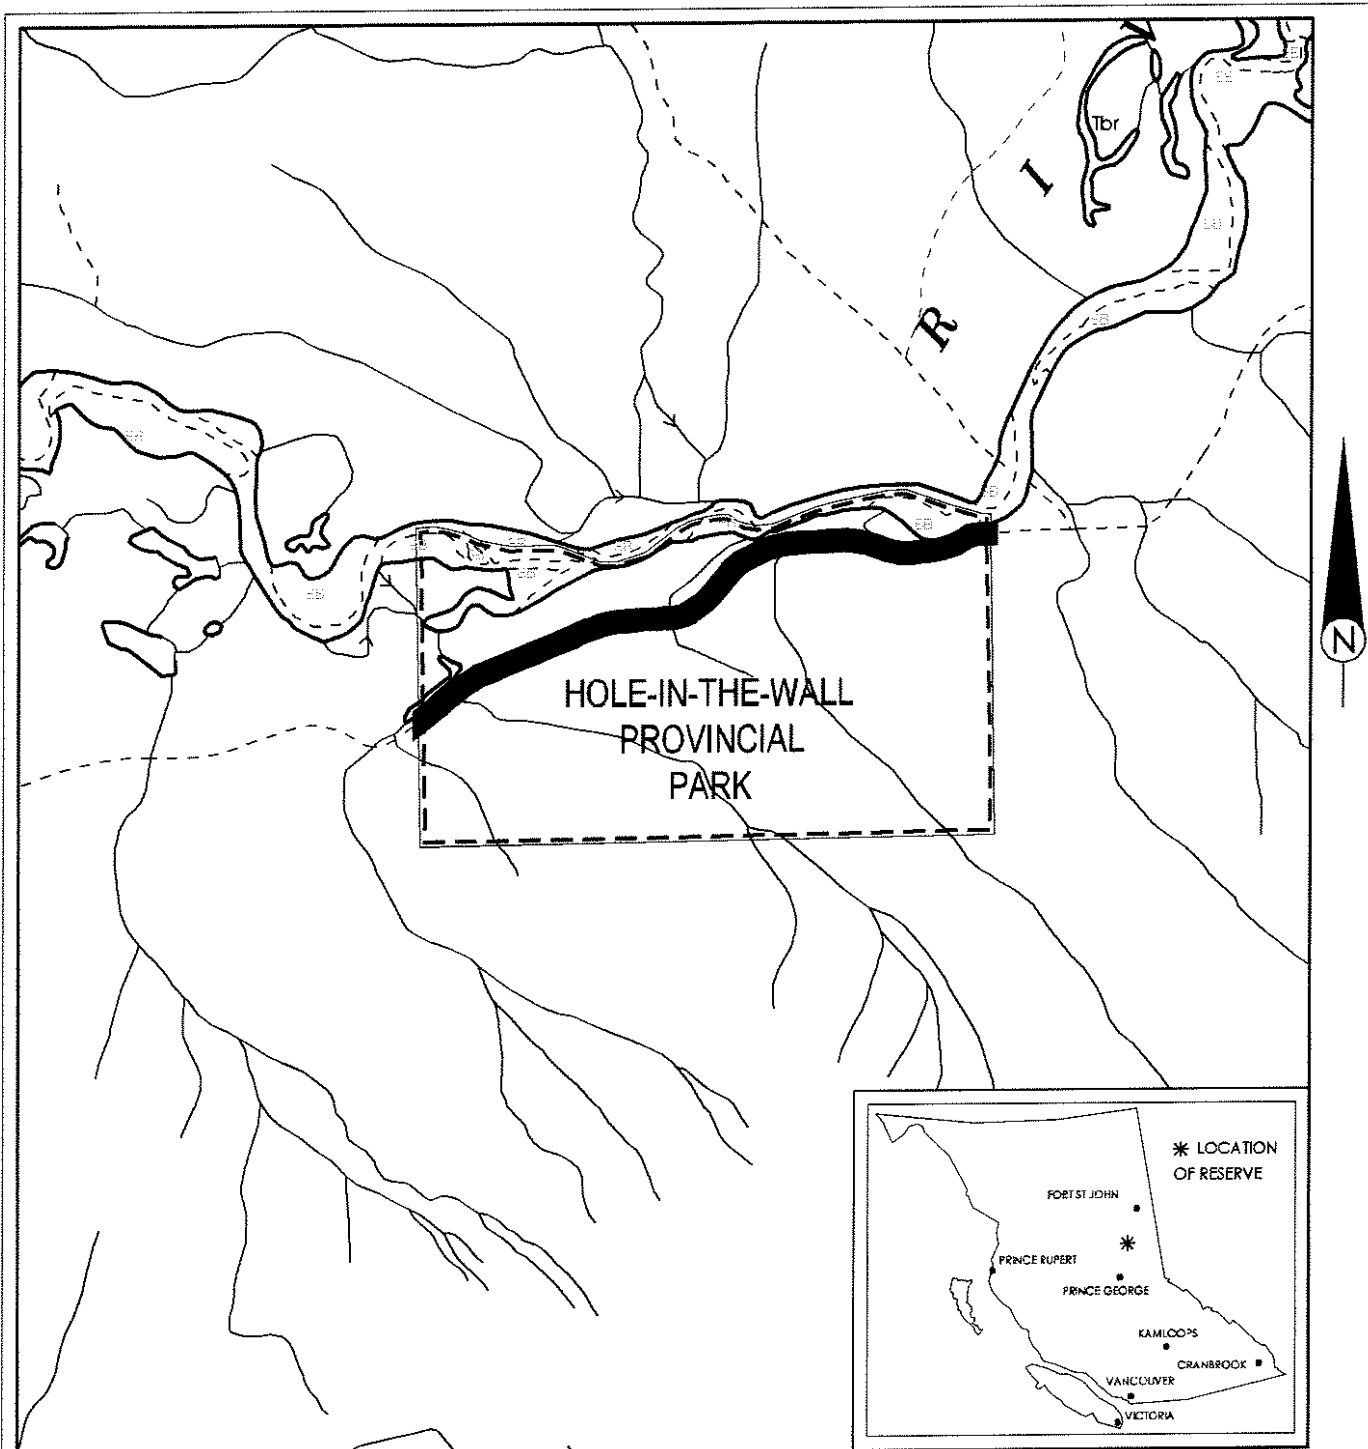 V
I
R
Tbr
N
HOLE-IN-THE-WALL
PROVINCIAL
PARK
LOCATION
OF RESERVE
FORT ST JOHN
PRINCE RUPERT
PRINCE GEORGE
KAMLOOPS
CRANBROOK
VANCOUVER
VICTORIA